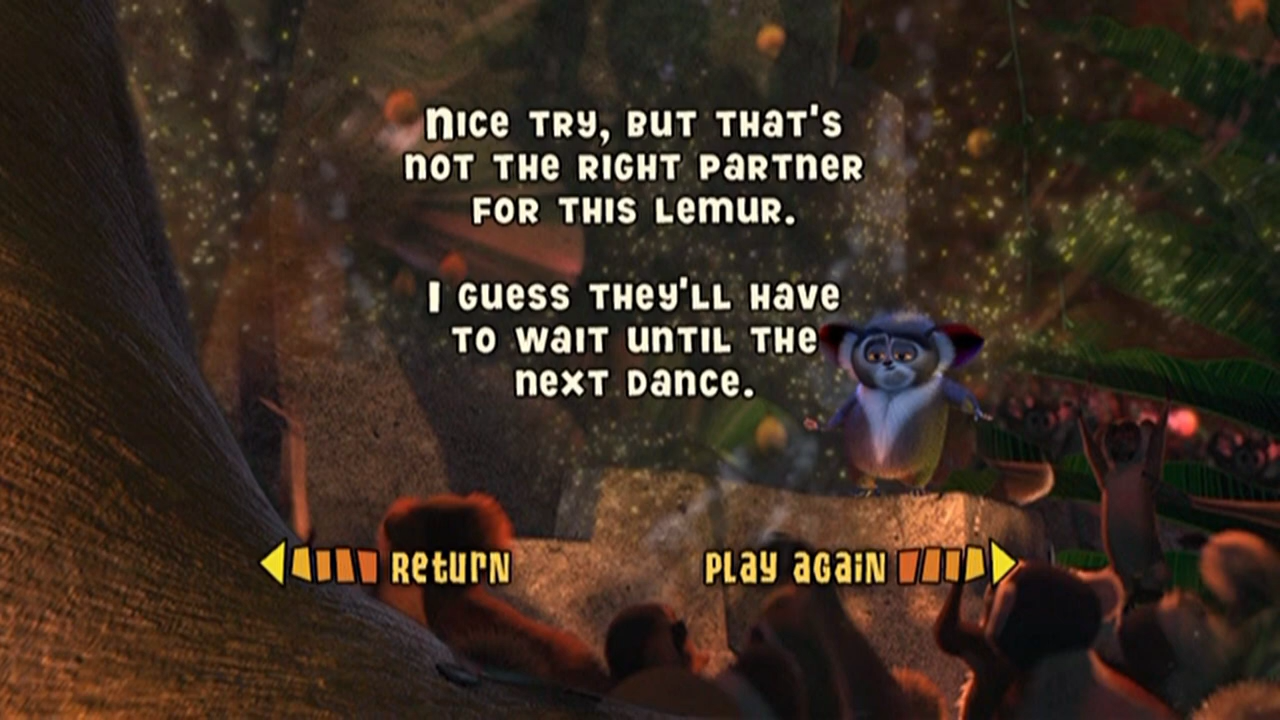 Nice try, but that's
not the right partner
for this lemur.
I guess they'll have
to wait until the
next dance.
Return
Play again